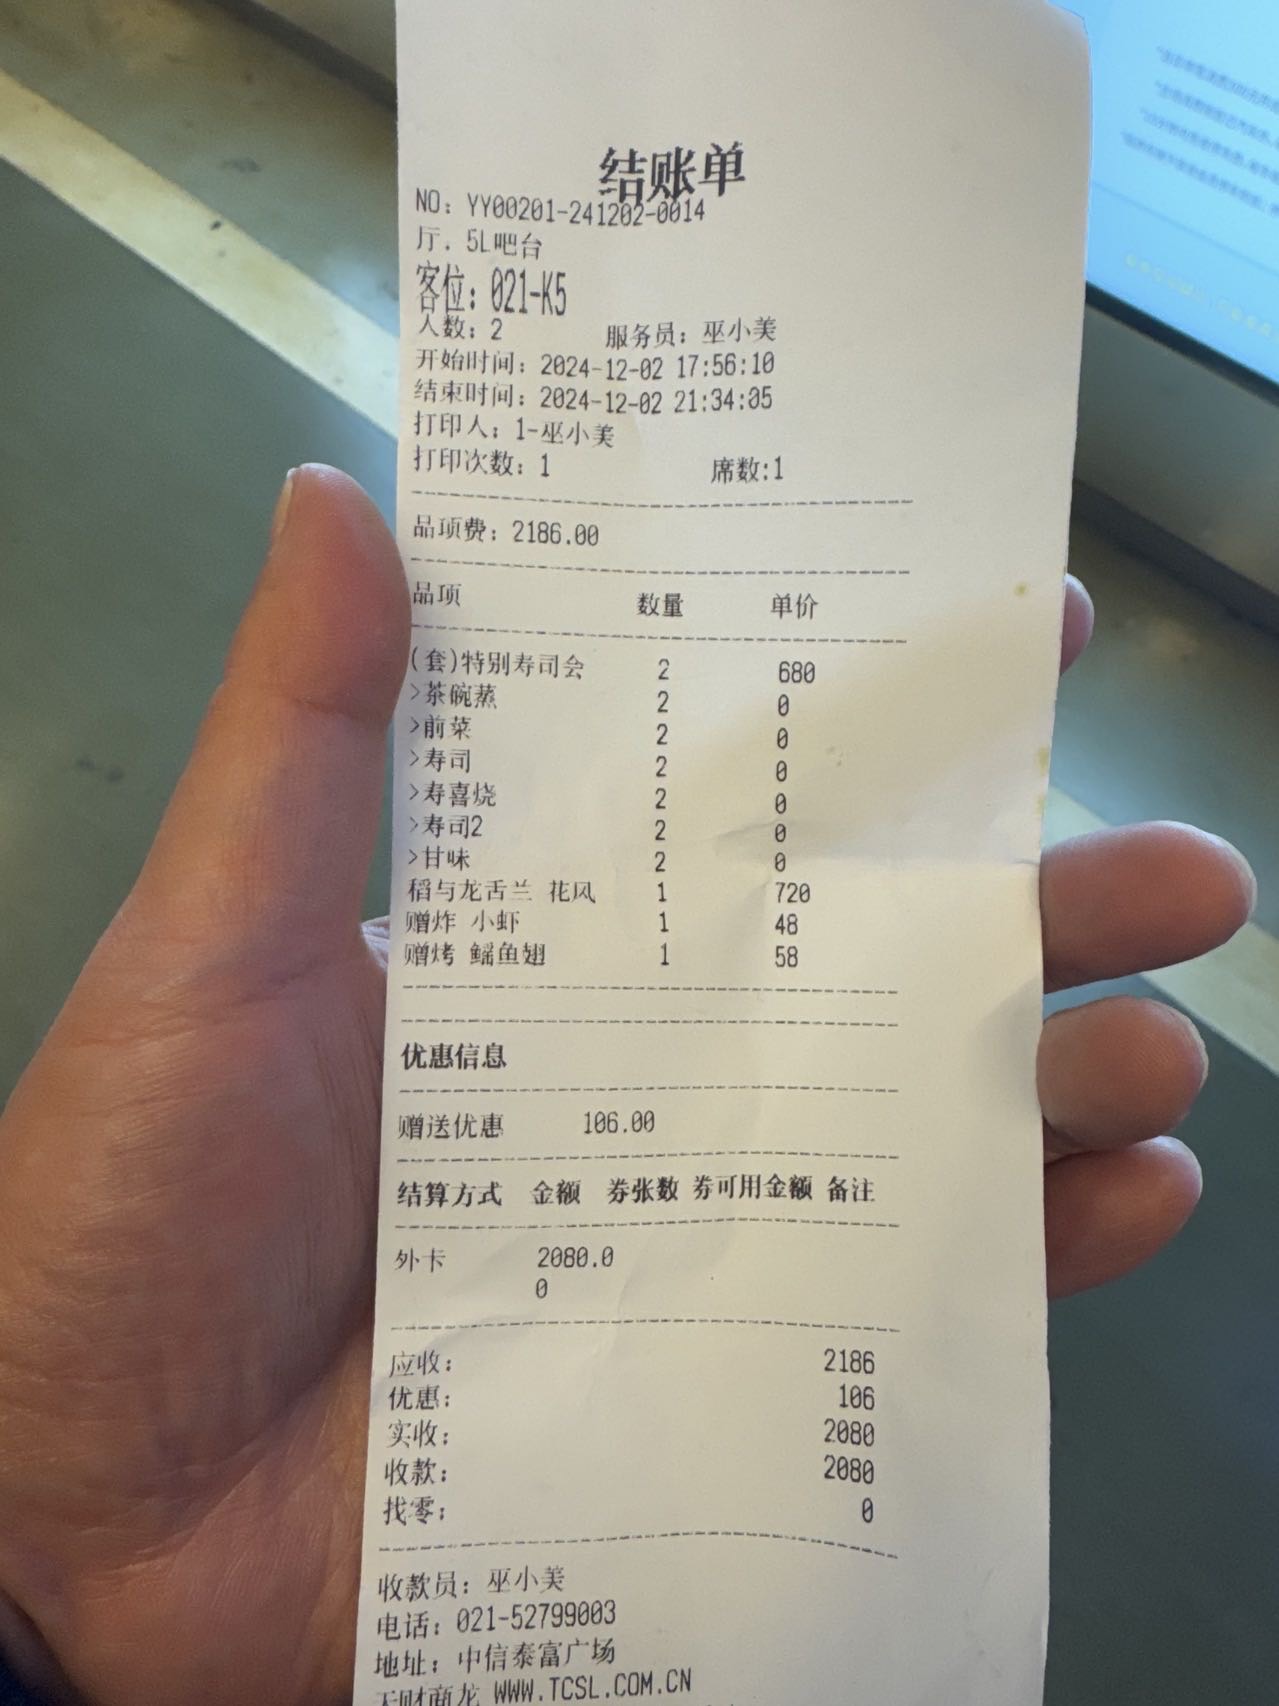 结账单
NO: YY00201-241202-0014
厅. 5L吧台
客位: 021-K5
人数: 2 服务员: 巫小美
开始时间: 2024-12-02 17:56:10
结束时间: 2024-12-02 21:34:05
打印人: 1-巫小美
打印次数: 1 席数:1
品项费: 2186.00
品项 数量 单价
(套)特别寿司会 2 680
>茶碗蒸 2 0
>前菜 2 0
>寿司 2 0
>寿喜烧 2 0
>寿司2 2 0
>甘味 2 0
稻与龙舌兰 花风 1 720
赠炸 小虾 1 48
赠烤 鳐鱼翅 1 58
优惠信息
赠送优惠 106.00
结算方式 金额 券张数 券可用金额 备注
外卡 2080.0
0
应收: 2186
优惠: 106
实收: 2080
收款: 2080
找零: 0
收款员: 巫小美
电话: 021-52799003
地址: 中信泰富广场
天财商龙 WWW.TCSL.COM.CN